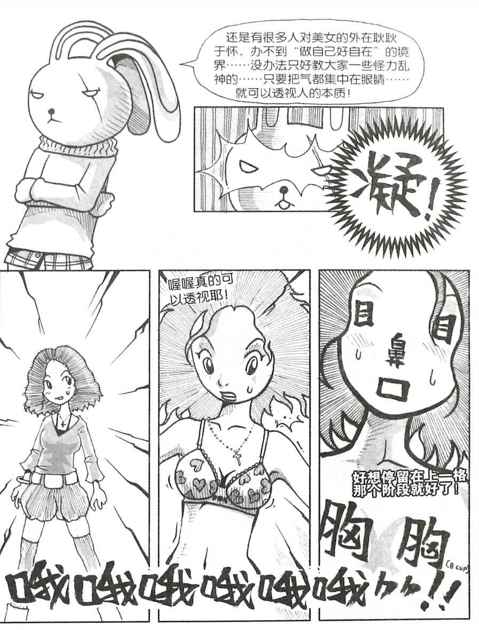 还是有很多人对美女的外在耿耿
于怀，办不到“做自己好自在”的境
界……没办法只好教大家一些怪力乱
神的……只要把气都集中在眼睛……
就可以透视人的本质！
凝！
喔喔真的可
以透视耶！
目 目
鼻
口
好想停留在上一格
那个阶段就好了！
胸 胸
(B cup)
哦哦哦哦哦哦!!